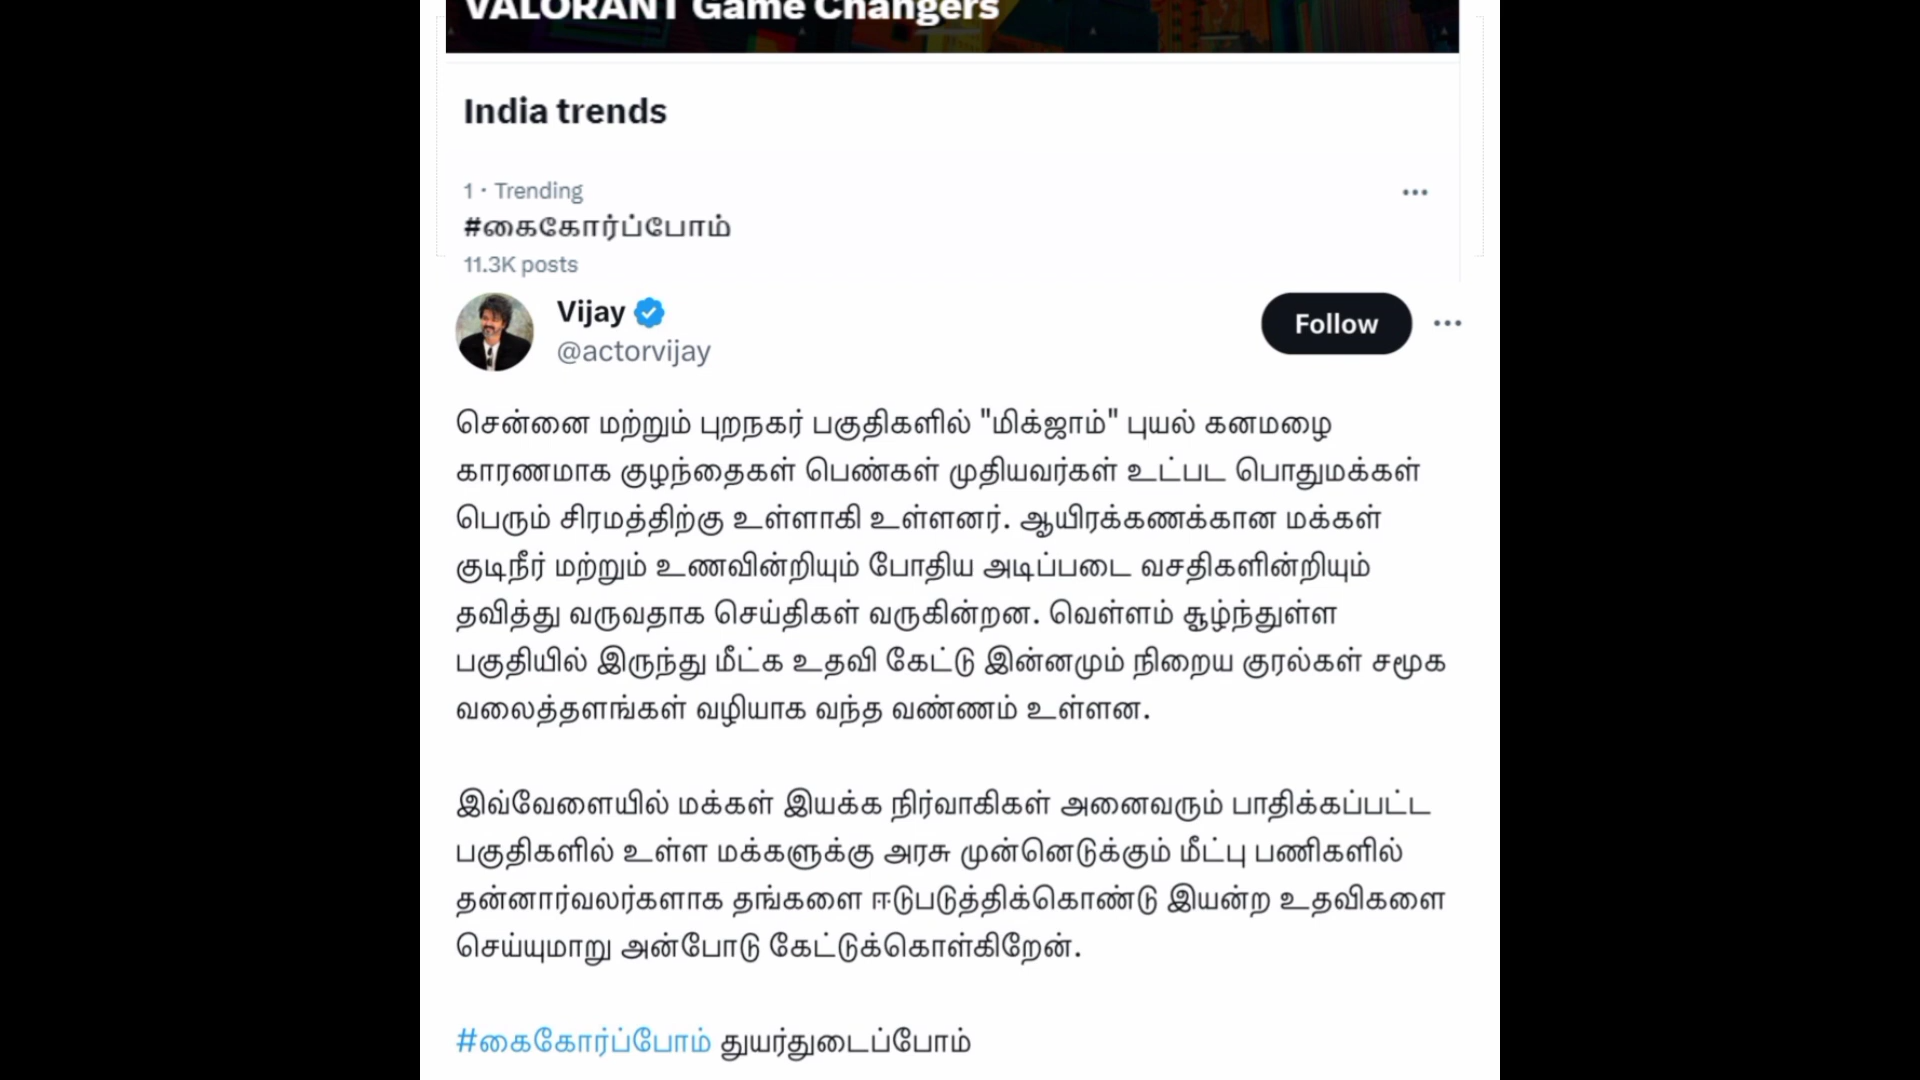 VALORANT Game Changers
India trends
1 · Trending
#கைகோர்ப்போம்
11.3K posts
Vijay
@actorvijay
Follow
சென்னை மற்றும் புறநகர் பகுதிகளில் "மிக்ஜாம்" புயல் கனமழை
காரணமாக குழந்தைகள் பெண்கள் முதியவர்கள் உட்பட பொதுமக்கள்
பெரும் சிரமத்திற்கு உள்ளாகி உள்ளனர். ஆயிரக்கணக்கான மக்கள்
குடிநீர் மற்றும் உணவின்றியும் போதிய அடிப்படை வசதிகளின்றியும்
தவித்து வருவதாக செய்திகள் வருகின்றன. வெள்ளம் சூழ்ந்துள்ள
பகுதியில் இருந்து மீட்க உதவி கேட்டு இன்னமும் நிறைய குரல்கள் சமூக
வலைத்தளங்கள் வழியாக வந்த வண்ணம் உள்ளன.
இவ்வேளையில் மக்கள் இயக்க நிர்வாகிகள் அனைவரும் பாதிக்கப்பட்ட
பகுதிகளில் உள்ள மக்களுக்கு அரசு முன்னெடுக்கும் மீட்பு பணிகளில்
தன்னார்வலர்களாக தங்களை ஈடுபடுத்திக்கொண்டு இயன்ற உதவிகளை
செய்யுமாறு அன்போடு கேட்டுக்கொள்கிறேன்.
#கைகோர்ப்போம் துயர்துடைப்போம்